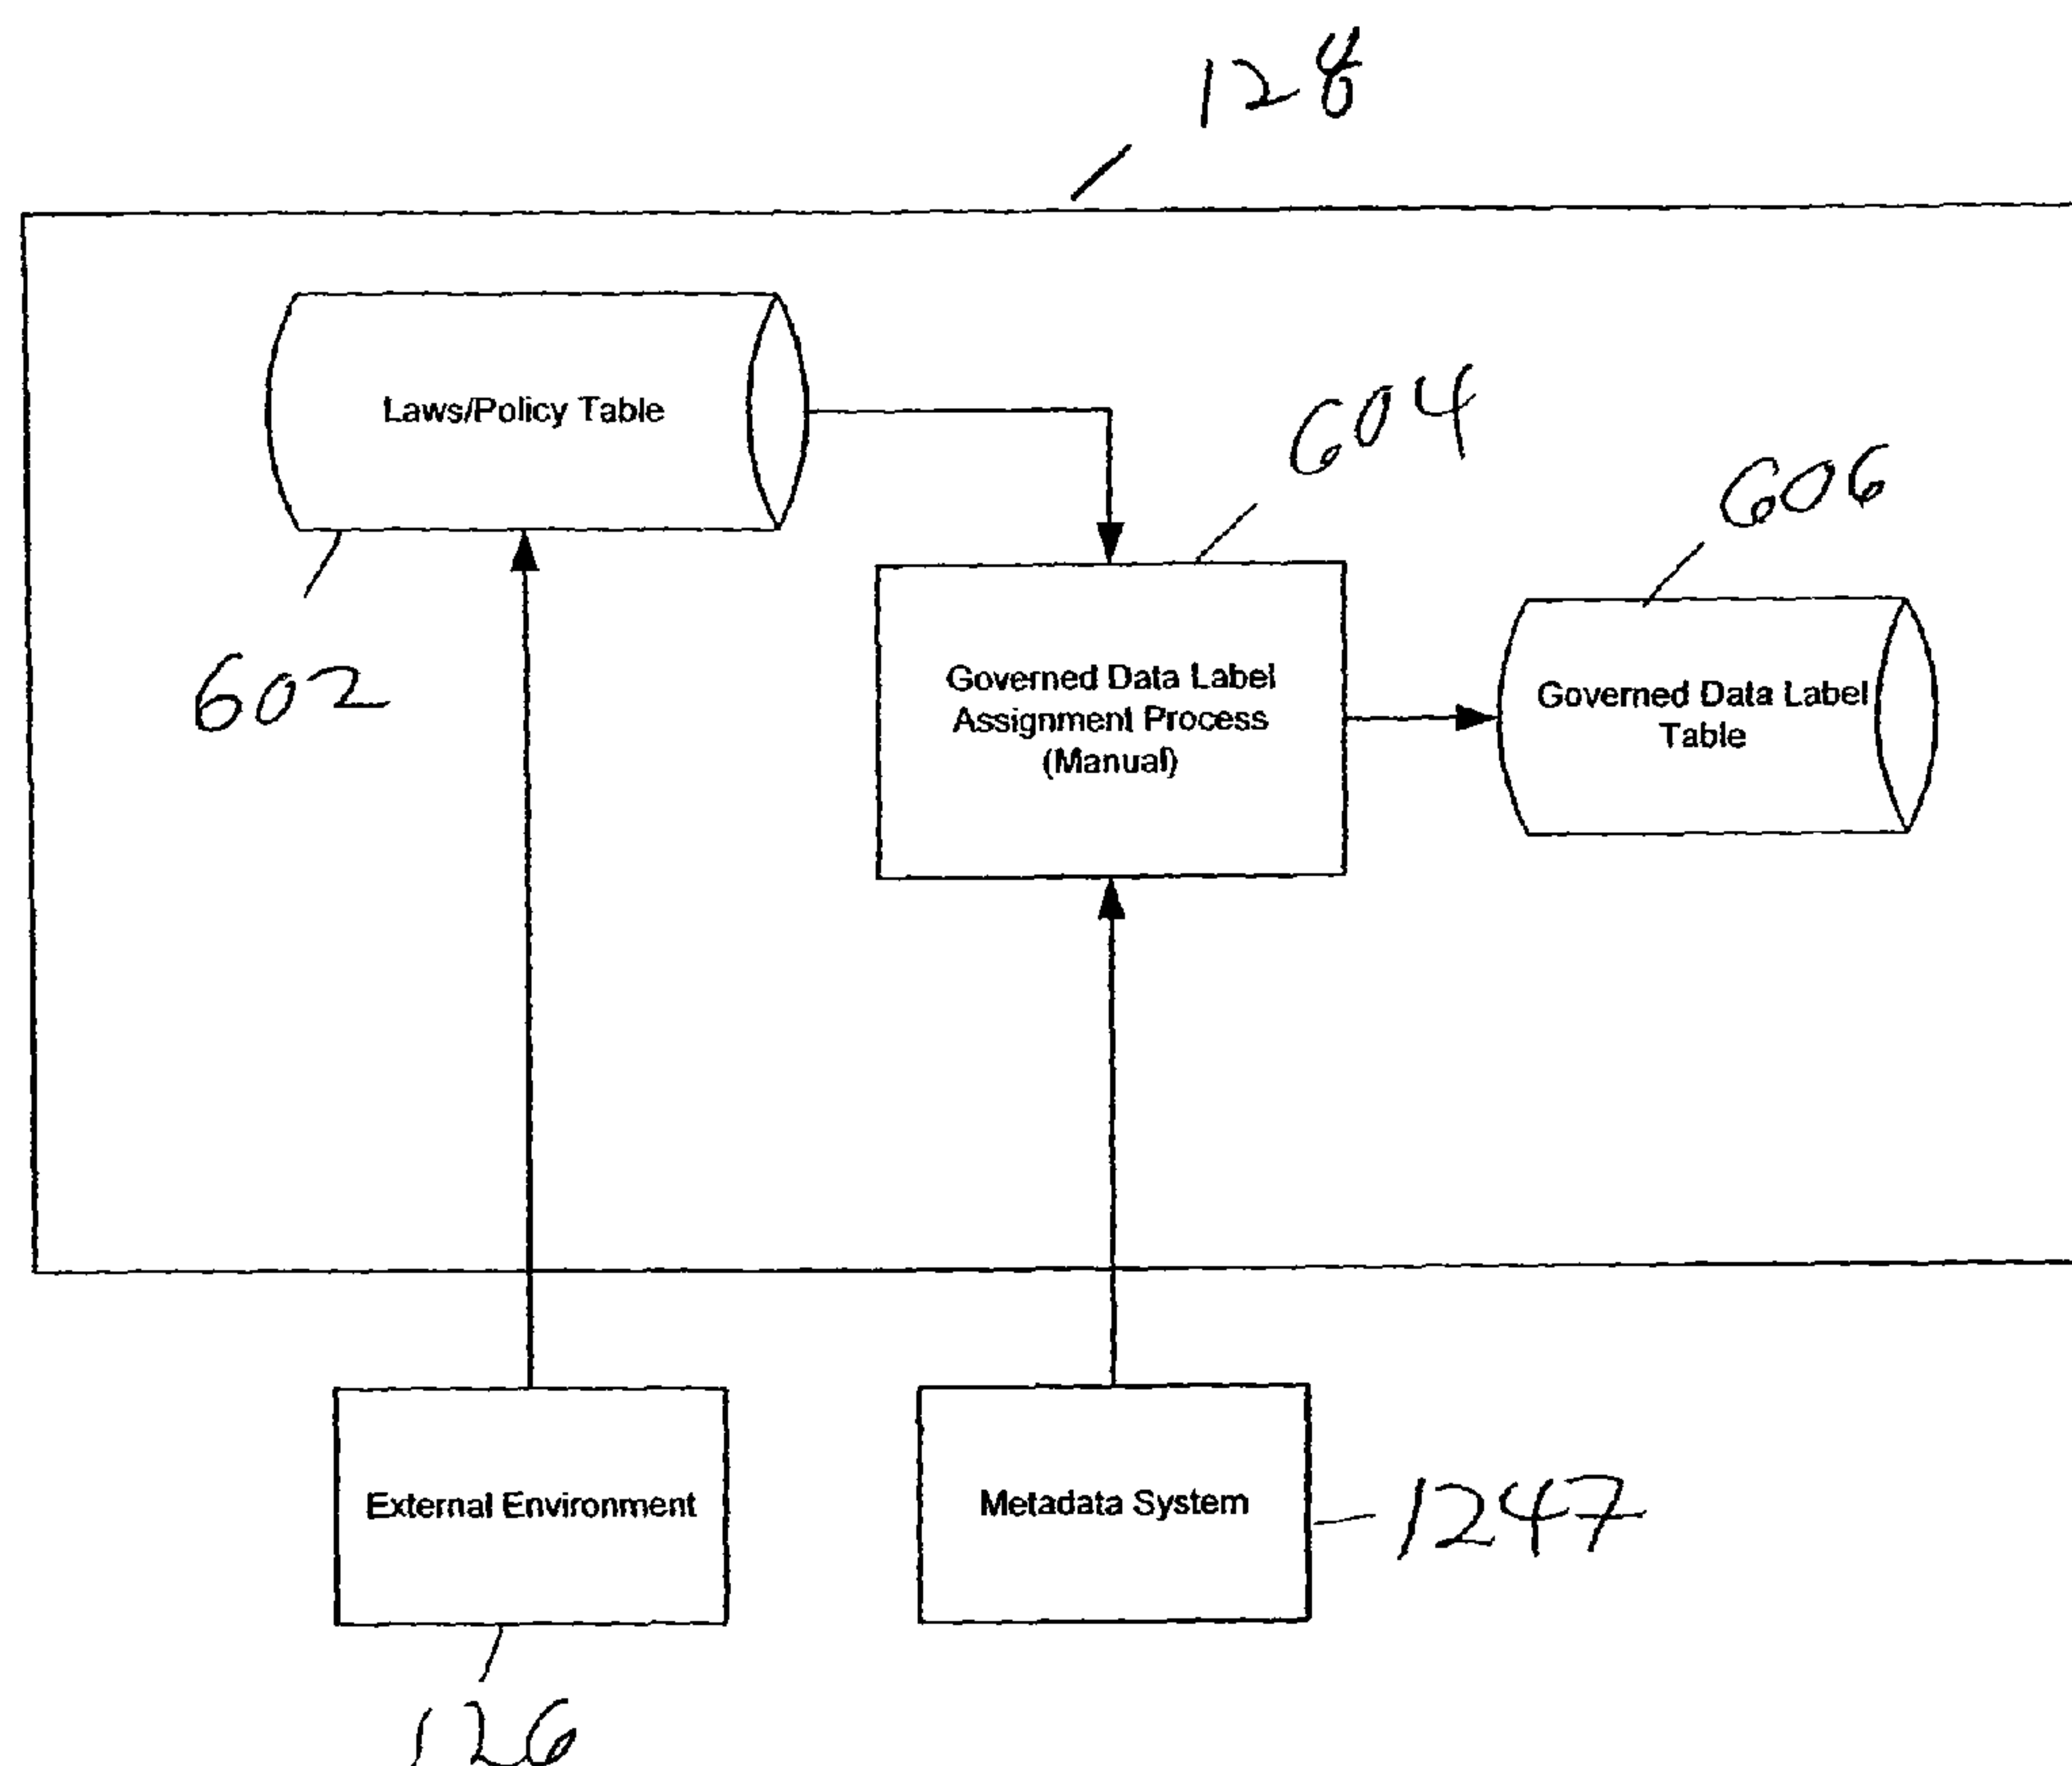 128
Laws/Policy Table
604
606
602
Governed Data Label
Assignment Process
(Manual)
Governed Data Label
Table
External Environment
Metadata System
1247
126